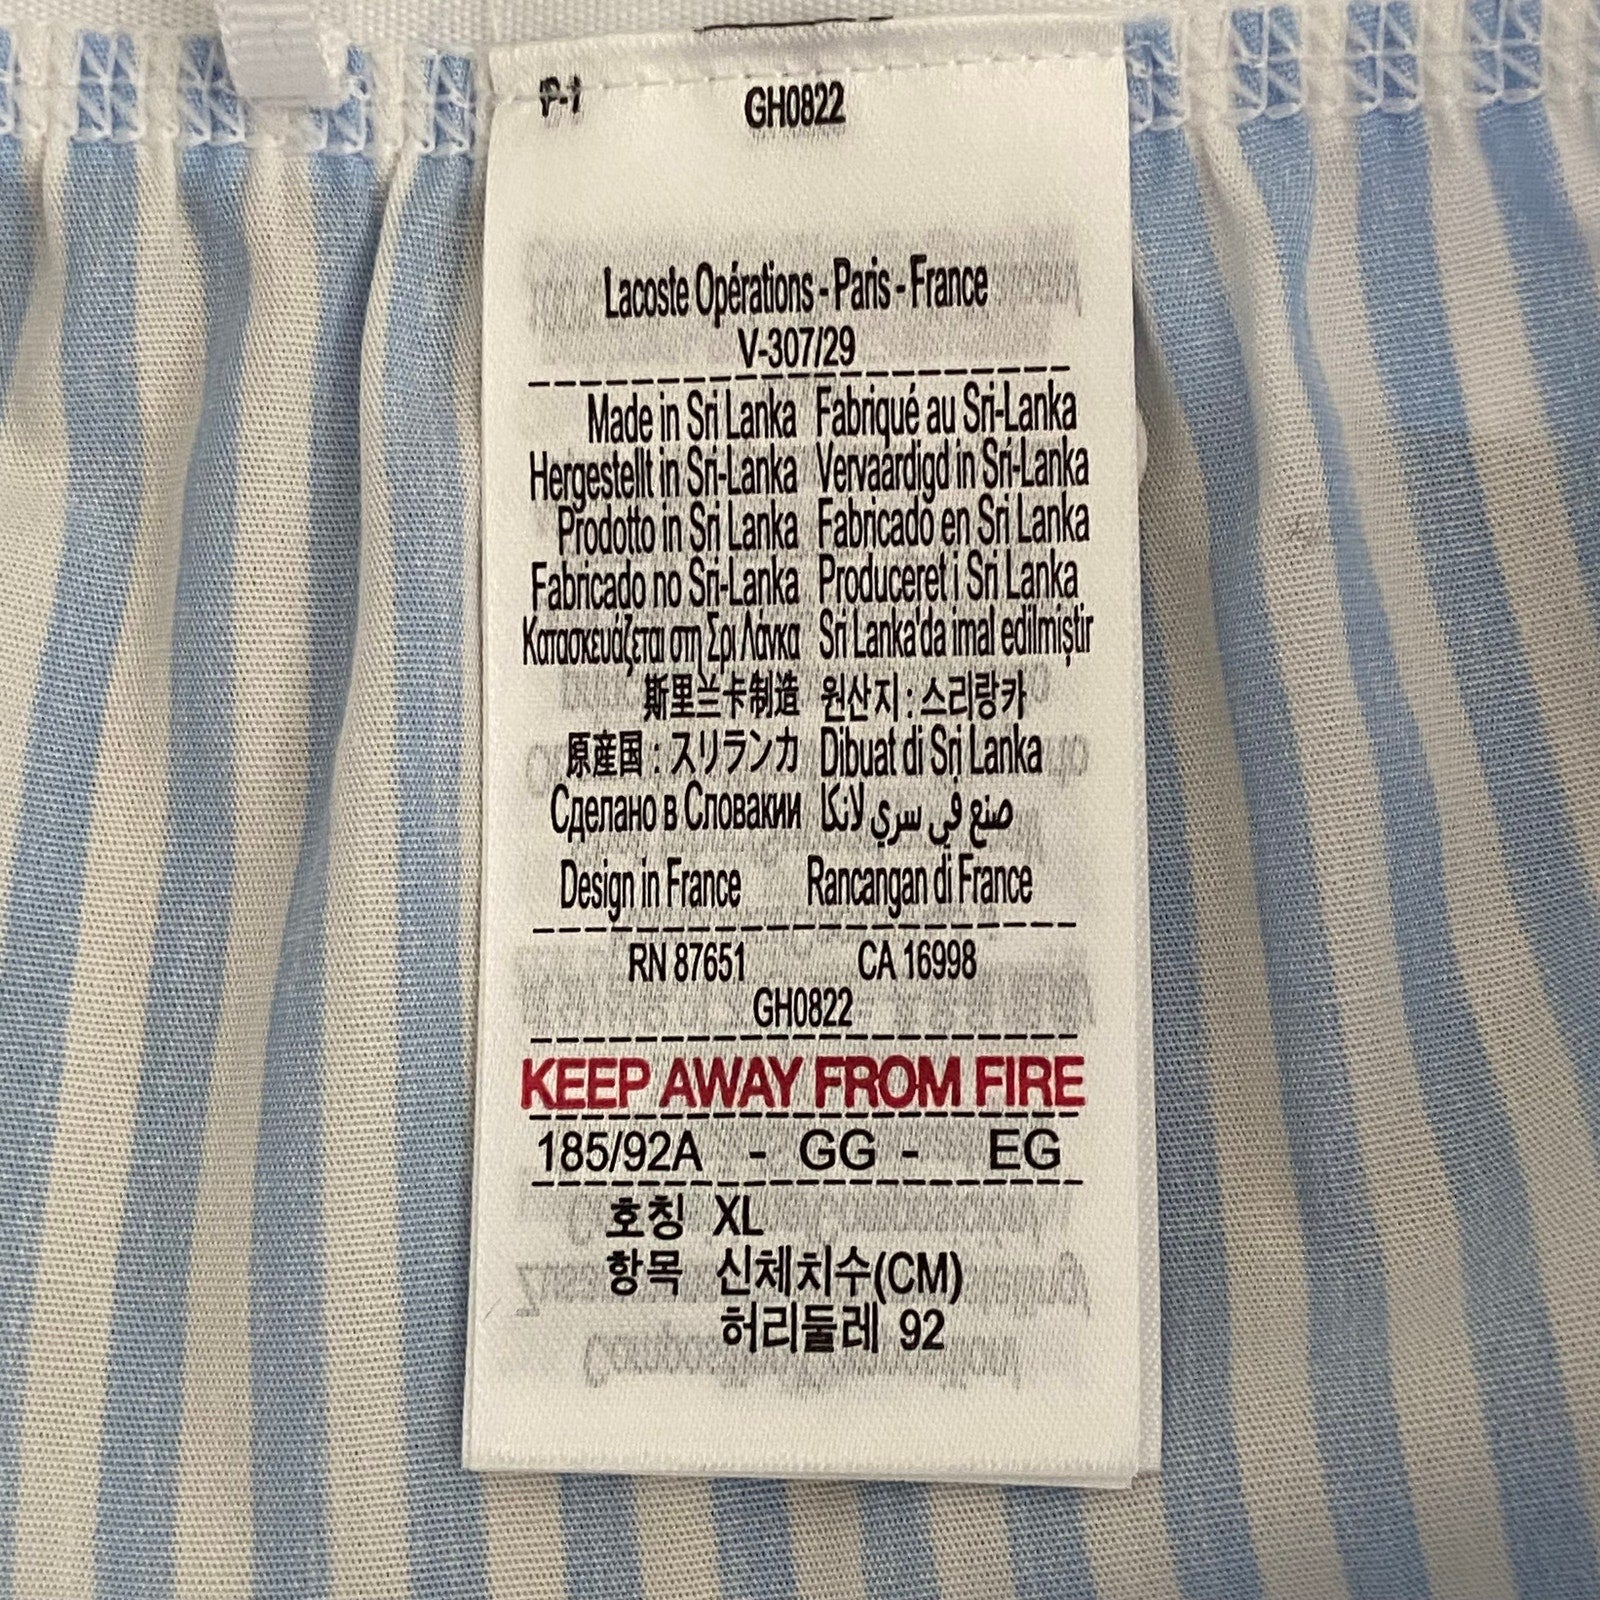 P-1 GH0822
Lacoste Opérations - Paris - France
V-307/29
Made in Sri Lanka Fabriqué au Sri-Lanka
Hergestellt in Sri-Lanka Vervaardigd in Sri-Lanka
Prodotto in Sri Lanka Fabricado en Sri Lanka
Fabricado no Sri-Lanka Produceret i Sri Lanka
Κατασκευάζεται στη Σρι Λάνκα Sri Lanka'da imal edilmiştir
斯里兰卡制造 원산지 : 스리랑카
原産国 : スリランカ Dibuat di Sri Lanka
Сделано в Словакии صنع في سري لانكا
Design in France Rancangan di France
RN 87651 CA 16998
GH0822
KEEP AWAY FROM FIRE
185/92A - GG - EG
호칭 XL
항목 신체치수(CM)
허리둘레 92